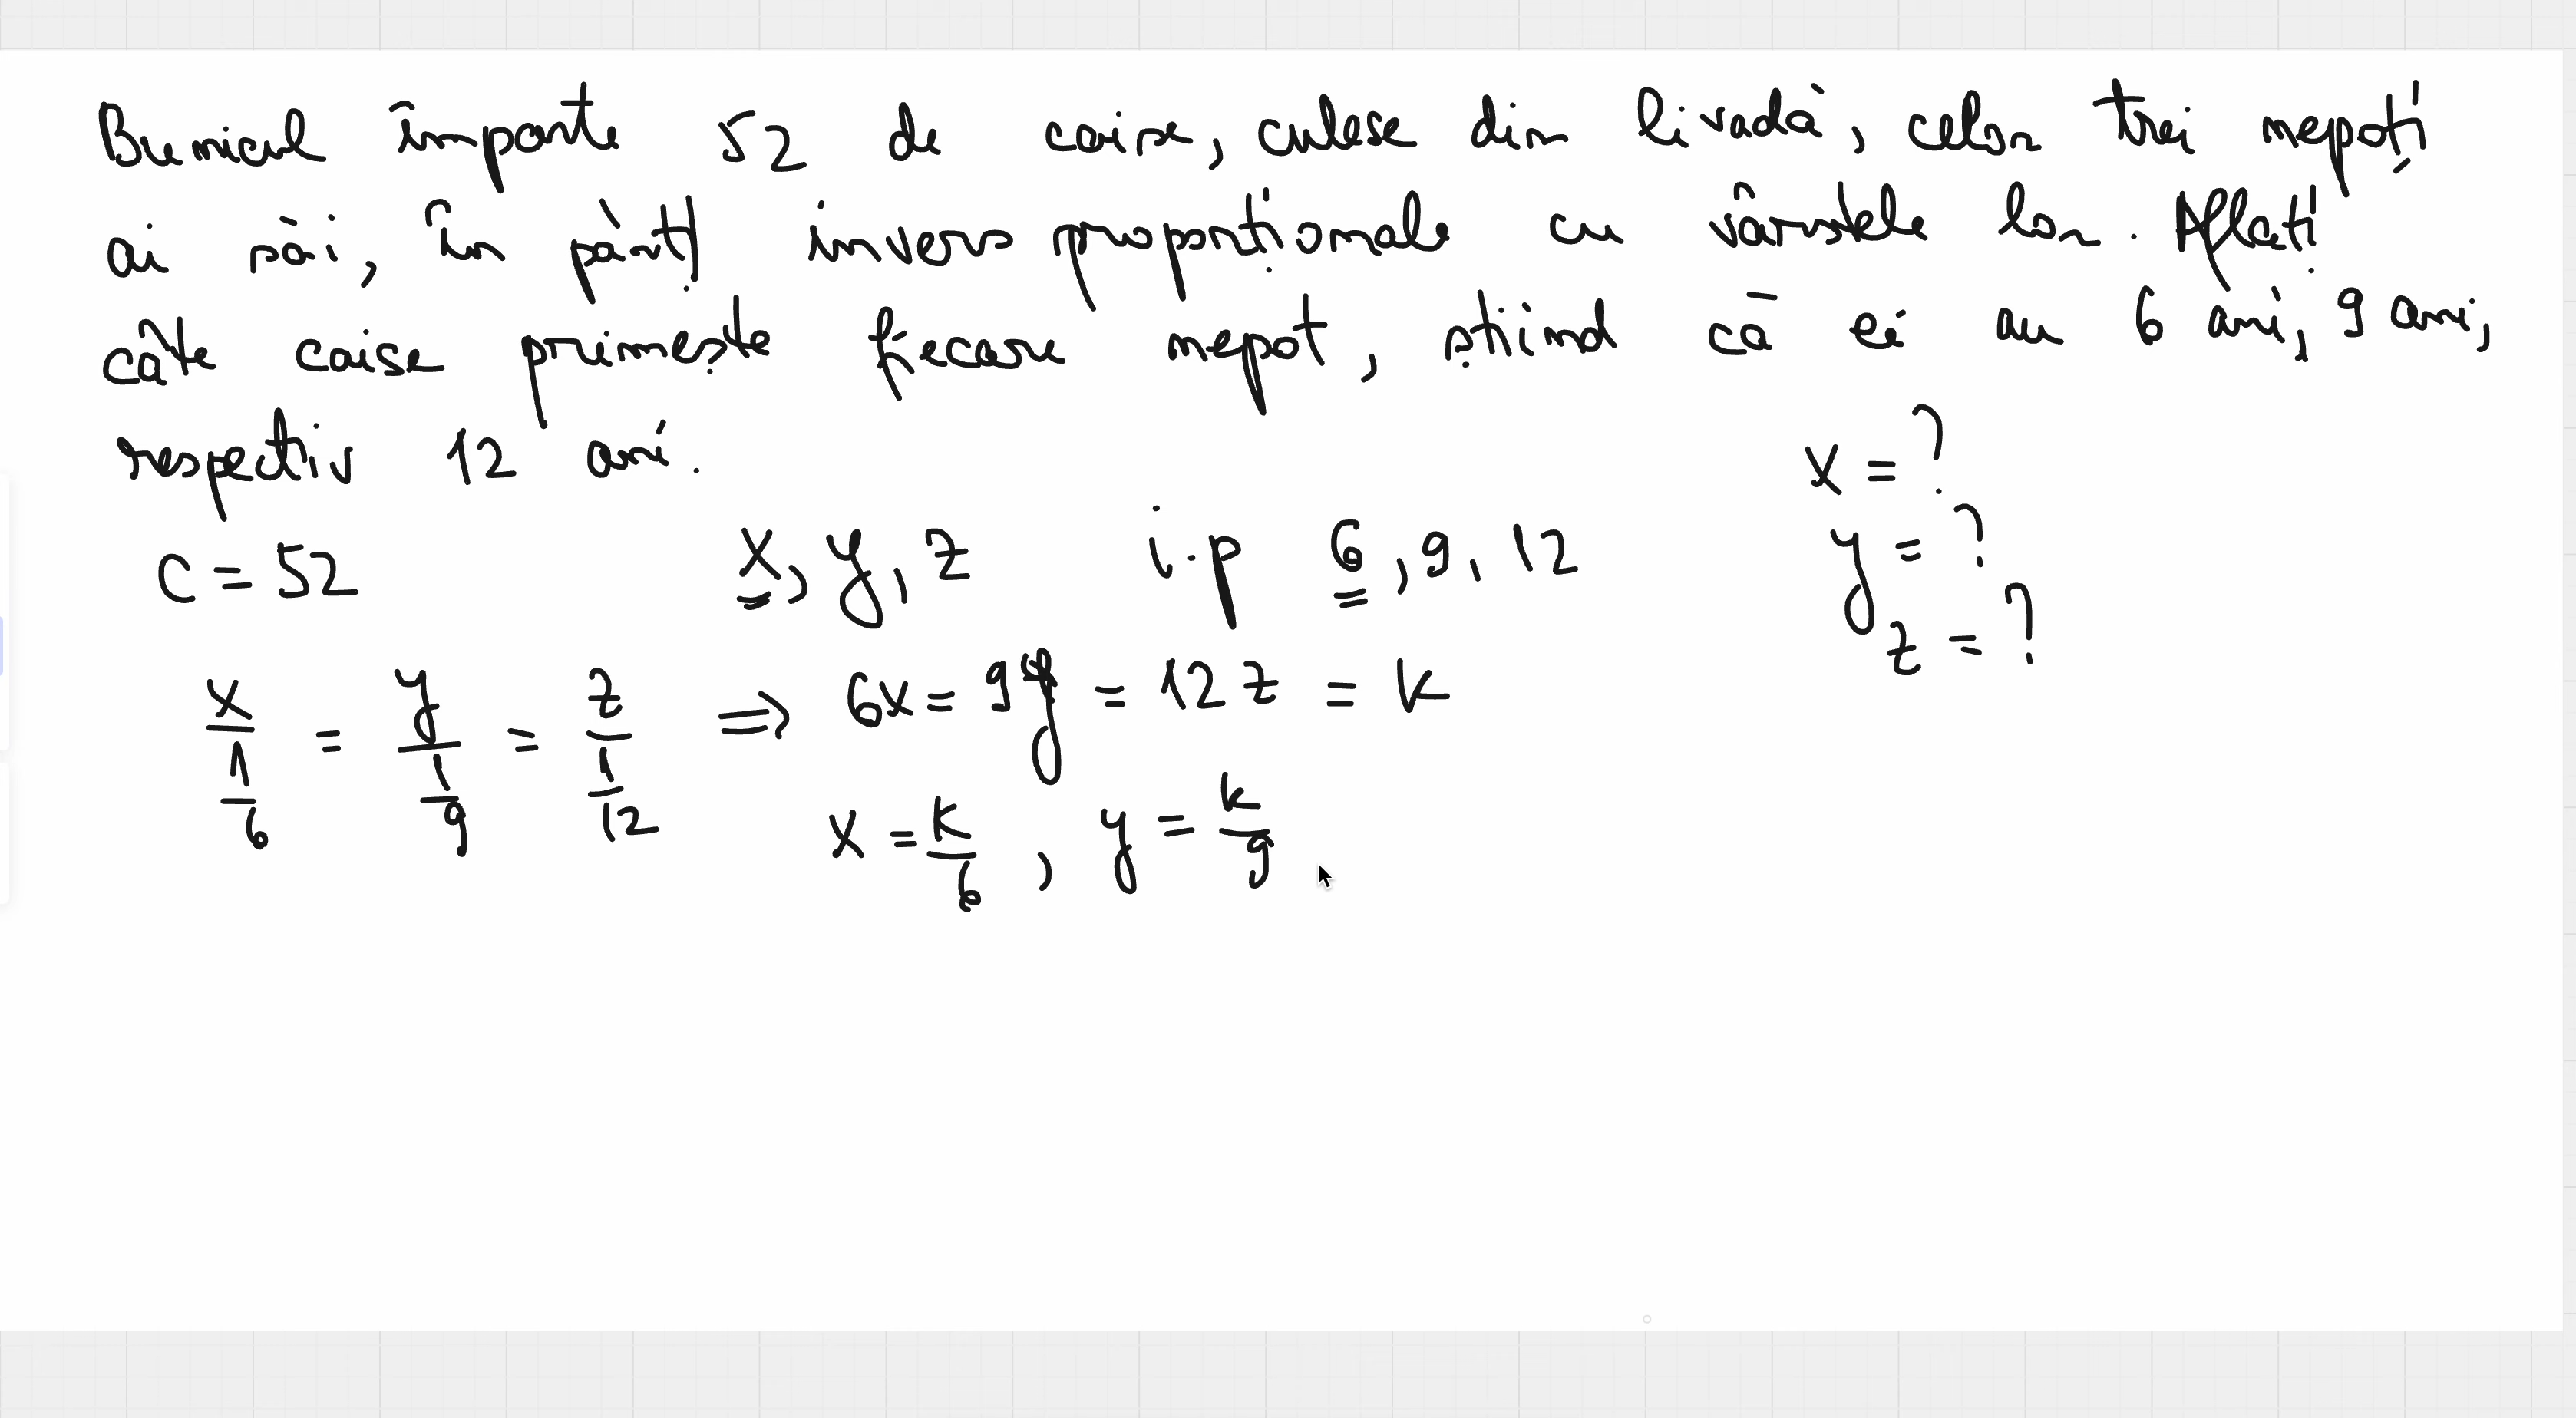 Bunicul împarte 52 de caise, culese din livadă, celor trei nepoți
ai săi, în părți invers proporționale cu vârstele lor. Aflați
câte caise primește fiecare nepot, știind că ei au 6 ani, 9 ani,
respectiv 12 ani.
x = ?
y = ?
z = ?
C = 52 x, y, z i.p 6, 9, 12
x/(1/6) = y/(1/9) = z/(1/12) ⇒ 6x = 9y = 12z = k
x = k/6, y = k/9